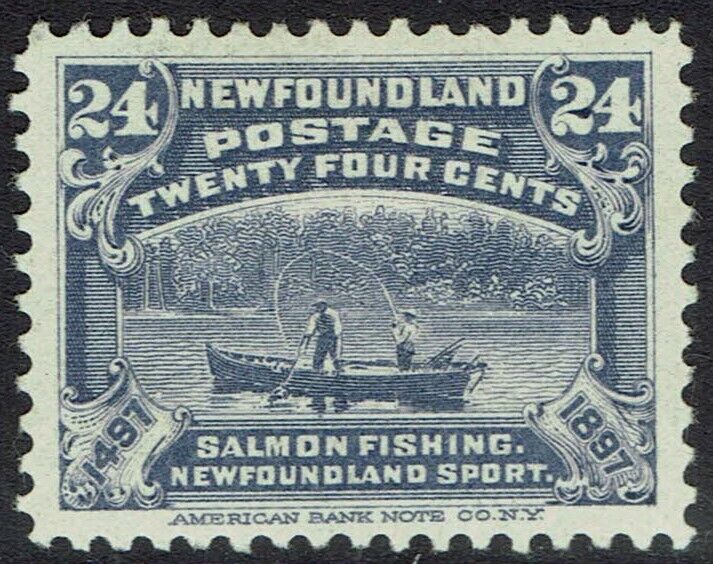 24 NEWFOUNDLAND 24
POSTAGE
TWENTY FOUR CENTS
1497 1897
SALMON FISHING.
NEWFOUNDLAND SPORT.
AMERICAN BANK NOTE CO. N.Y.